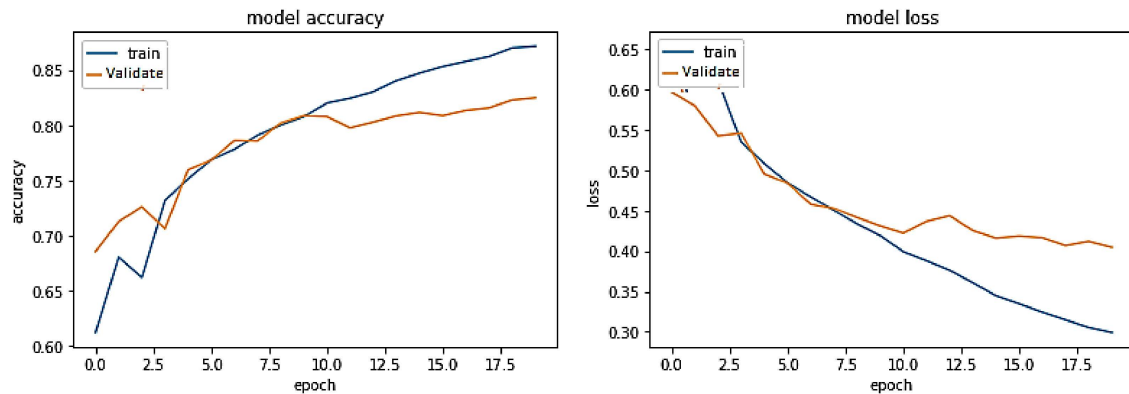 model accuracy
train
Validate
0.85
0.80
0.75
0.70
0.65
0.60
accuracy
0.0 2.5 5.0 7.5 10.0 12.5 15.0 17.5
epoch
model loss
train
Validate
0.65
0.60
0.55
0.50
0.45
0.40
0.35
0.30
loss
0.0 2.5 5.0 7.5 10.0 12.5 15.0 17.5
epoch